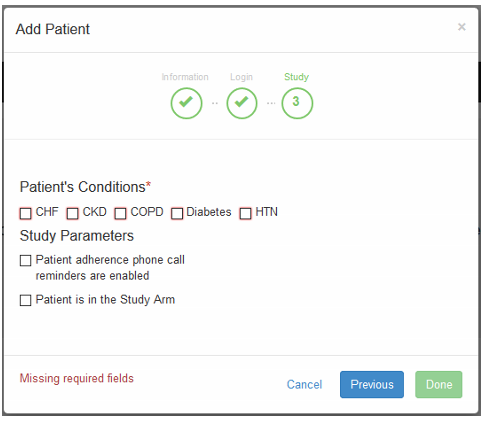 Add Patient ×
Information Login Study
3
Patient's Conditions*
CHF CKD COPD Diabetes HTN
Study Parameters
Patient adherence phone call
reminders are enabled
Patient is in the Study Arm
Missing required fields
Cancel Previous Done